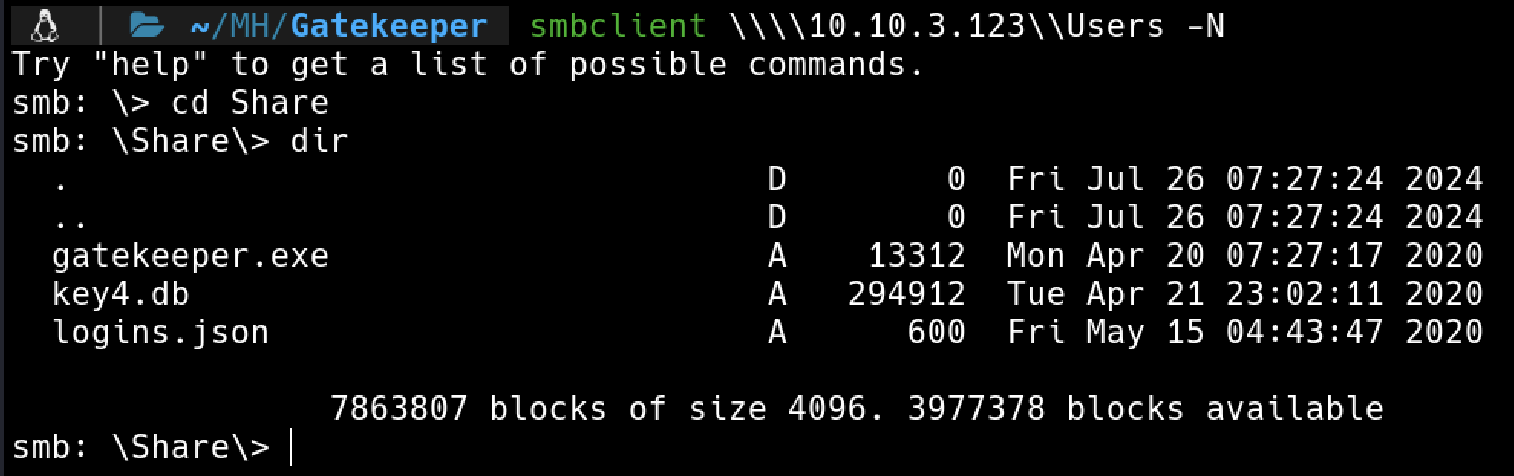 ~/MH/Gatekeeper smbclient \\\\10.10.3.123\\Users -N
Try "help" to get a list of possible commands.
smb: \> cd Share
smb: \Share\> dir
. D 0 Fri Jul 26 07:27:24 2024
.. D 0 Fri Jul 26 07:27:24 2024
gatekeeper.exe A 13312 Mon Apr 20 07:27:17 2020
key4.db A 294912 Tue Apr 21 23:02:11 2020
logins.json A 600 Fri May 15 04:43:47 2020
7863807 blocks of size 4096. 3977378 blocks available
smb: \Share\>